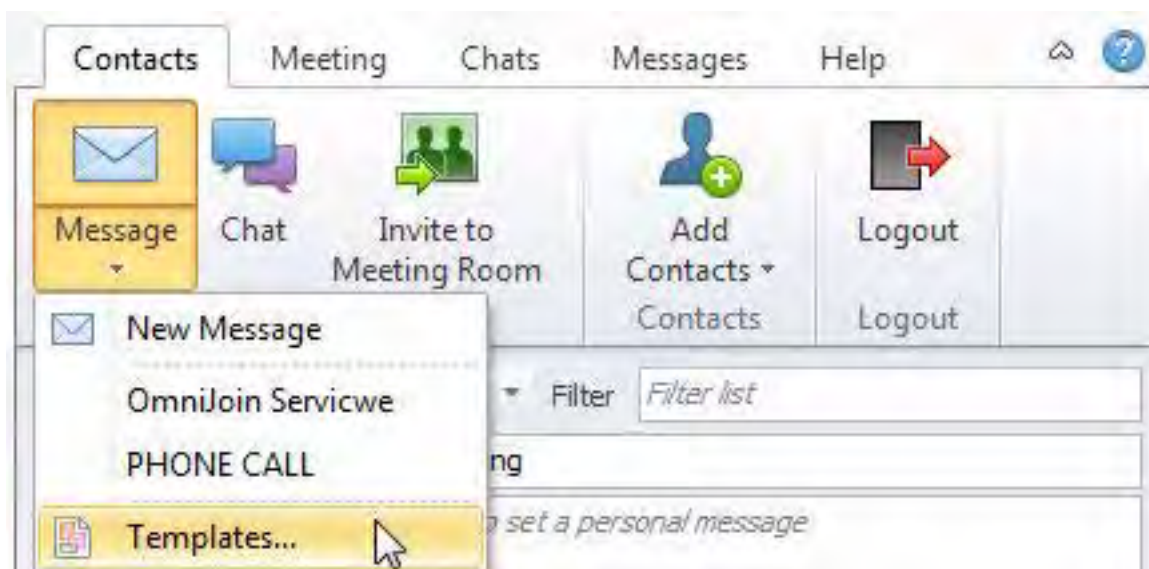 Contacts Meeting Chats Messages Help ?
Message Chat Invite to Add Logout
Meeting Room Contacts
Contacts Logout
New Message
OmniJoin Servicwe Filter Filter list
PHONE CALL ng
Templates... set a personal message